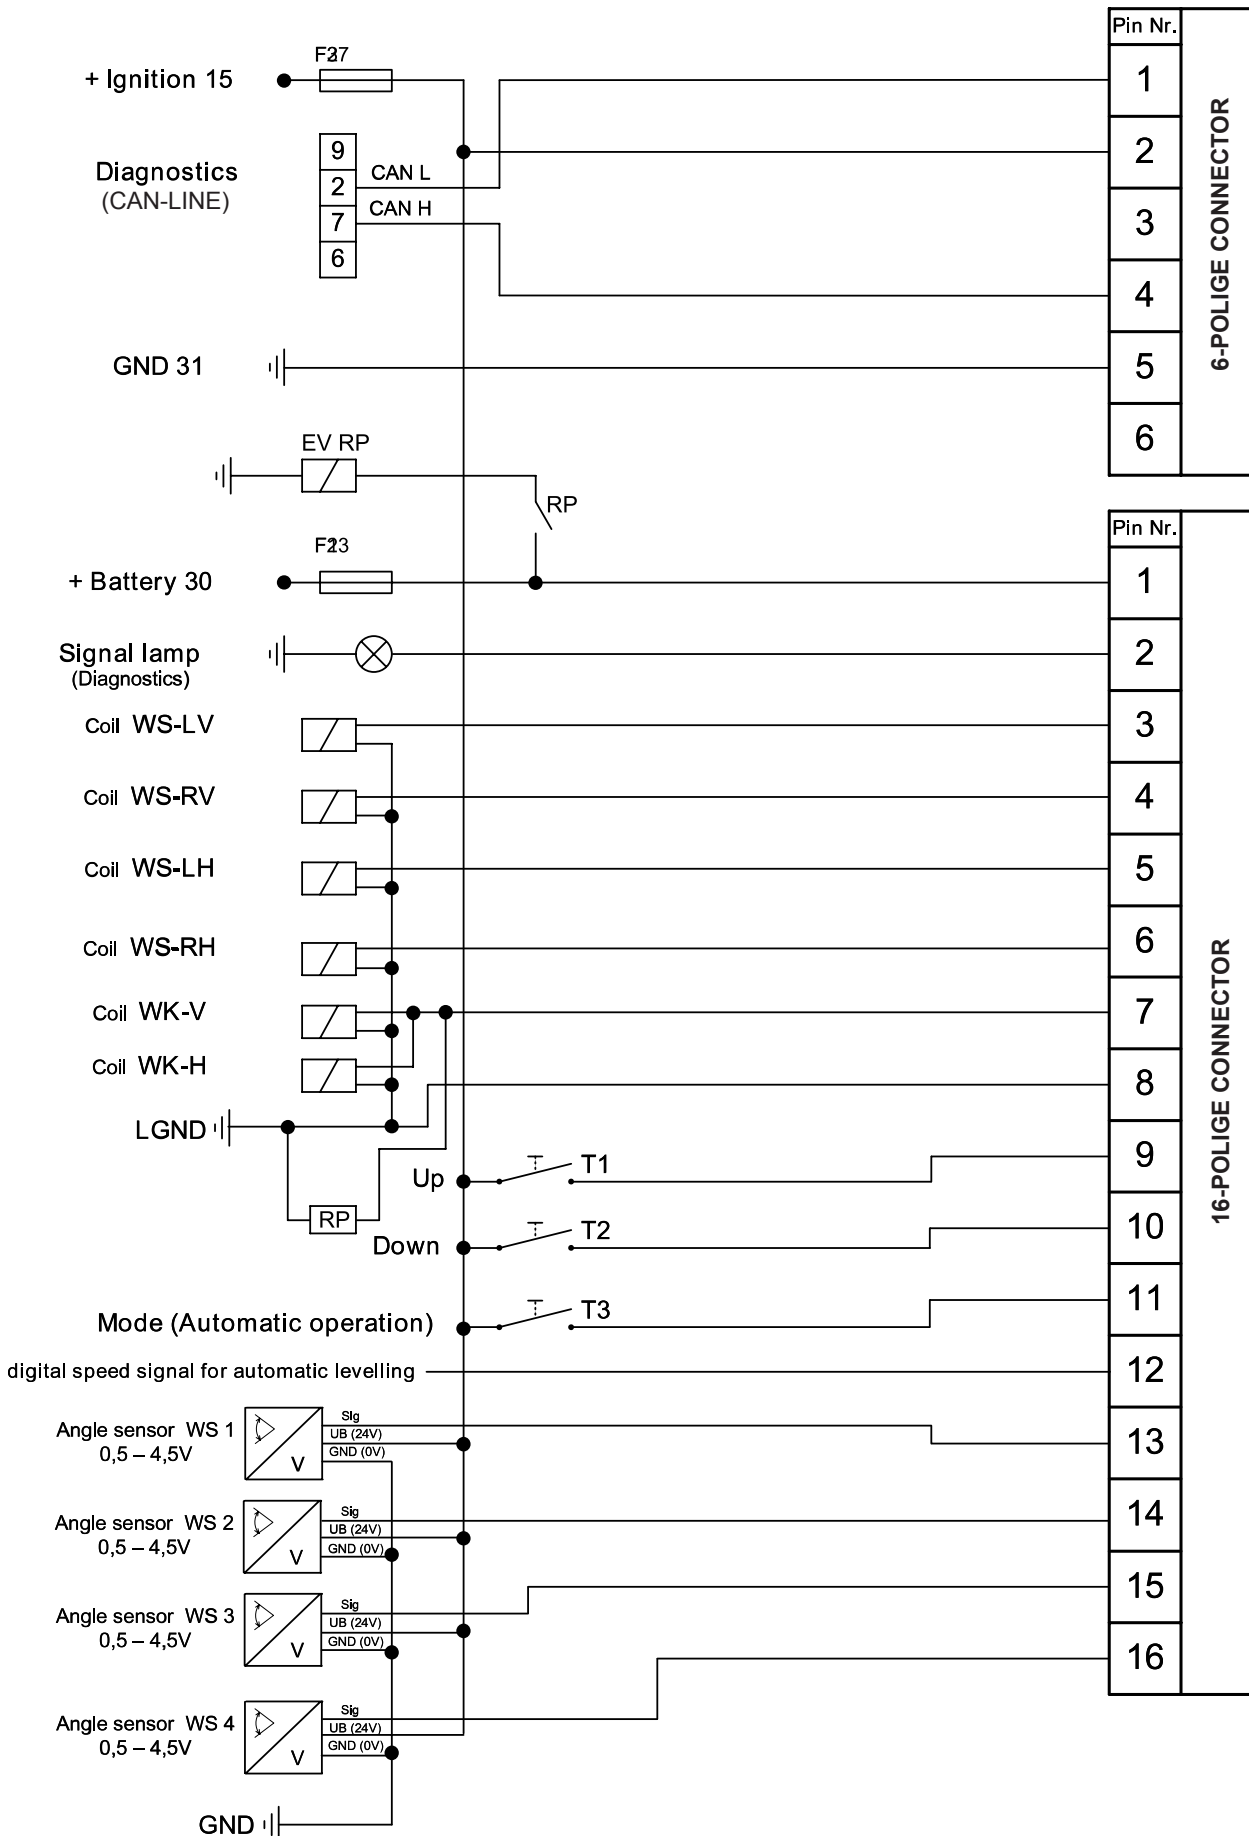 Pin Nr.
+ Ignition 15
1
9
2
Diagnostics
(CAN-LINE)
2
CAN L
7
CAN H
6
3
4
GND 31
5
6
6-POLIGE CONNECTOR
EV RP
RP
Pin Nr.
+ Battery 30
1
Signal lamp
(Diagnostics)
2
Coil WS-LV
3
Coil WS-RV
4
Coil WS-LH
5
Coil WS-RH
6
Coil WK-V
7
Coil WK-H
8
LGND
RP
Up
T1
9
Down
T2
10
Mode (Automatic operation)
T3
11
digital speed signal for automatic levelling
12
16-POLIGE CONNECTOR
Angle sensor WS 1
0,5 – 4,5V
V
Sig
UB (24V)
GND (0V)
13
Angle sensor WS 2
0,5 – 4,5V
V
Sig
UB (24V)
GND (0V)
14
Angle sensor WS 3
0,5 – 4,5V
V
Sig
UB (24V)
GND (0V)
15
Angle sensor WS 4
0,5 – 4,5V
V
Sig
UB (24V)
GND (0V)
16
GND